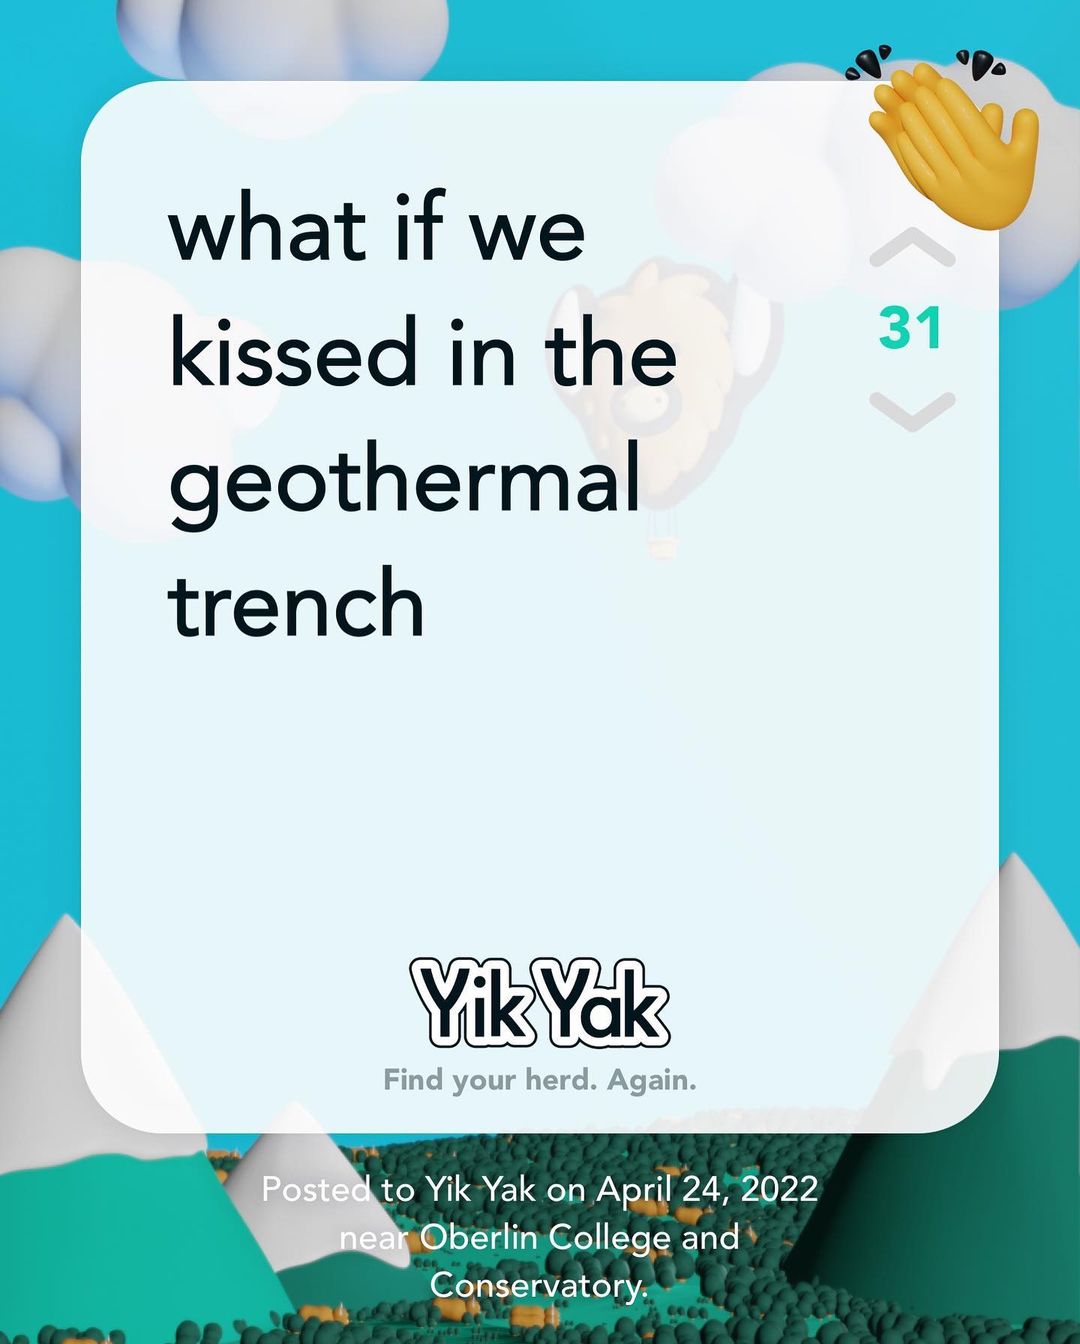 what if we
kissed in the
geothermal
trench
31
Yik Yak
Find your herd. Again.
Posted to Yik Yak on April 24, 2022
near Oberlin College and
Conservatory.